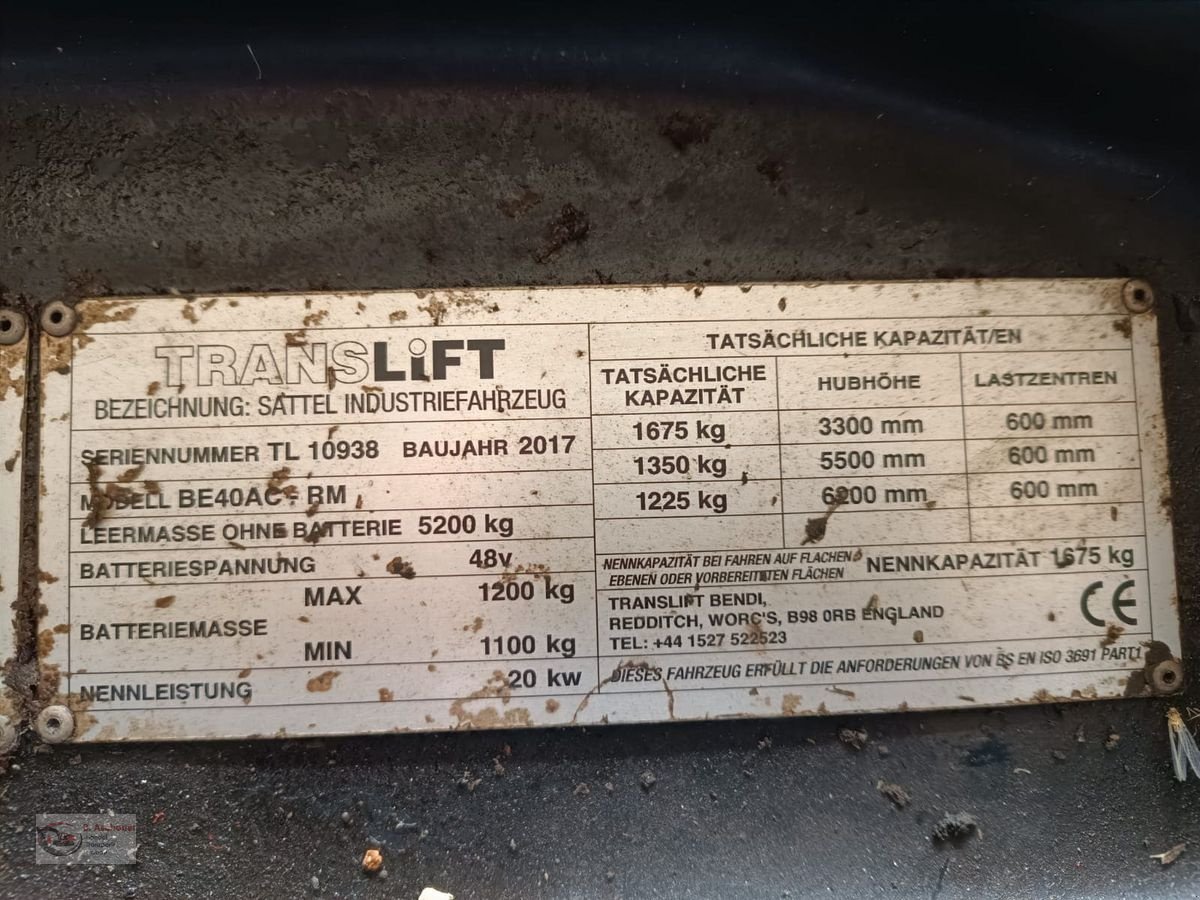 TRANSLiFT
BEZEICHNUNG: SATTEL INDUSTRIEFAHRZEUG
SERIENNUMMER TL 10938 BAUJAHR 2017
MODELL BE40AC - RM
LEERMASSE OHNE BATTERIE 5200 kg
BATTERIESPANNUNG 48v
MAX 1200 kg
BATTERIEMASSE
MIN 1100 kg
NENNLEISTUNG 20 kw
TATSÄCHLICHE KAPAZITÄT/EN
TATSÄCHLICHE KAPAZITÄT HUBHÖHE LASTZENTREN
1675 kg 3300 mm 600 mm
1350 kg 5500 mm 600 mm
1225 kg 6200 mm 600 mm
NENNKAPAZITÄT BEI FAHREN AUF FLACHEN
EBENEN ODER VORBEREITETEN FLÄCHEN NENNKAPAZITÄT 1675 kg
TRANSLIFT BENDI,
REDDITCH, WORC'S, B98 0RB ENGLAND
TEL: +44 1527 522523
CE
DIESES FAHRZEUG ERFÜLLT DIE ANFORDERUNGEN VON BS EN ISO 3691 PART1